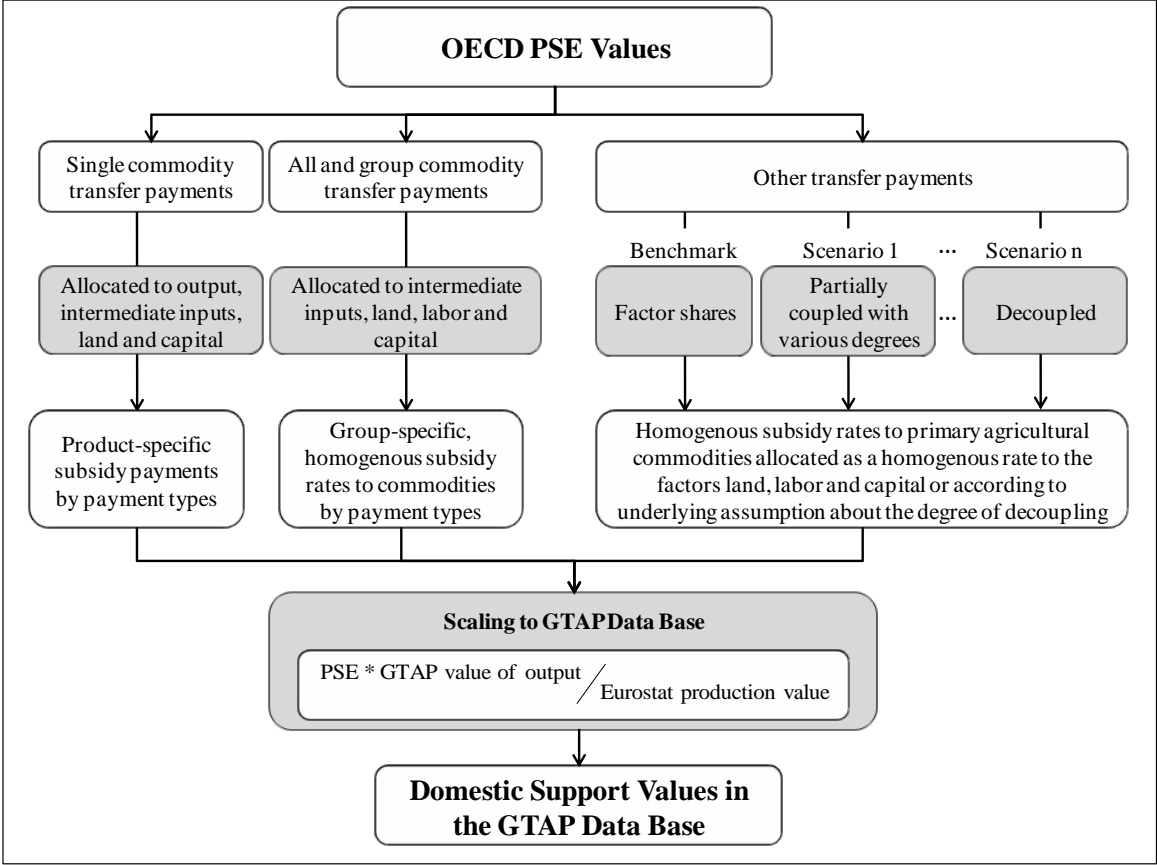 OECD PSE Values
Single commodity
transfer payments
All and group commodity
transfer payments
Other transfer payments
Benchmark
Scenario 1
...
Scenario n
Allocated to output,
intermediate inputs,
land and capital
Allocated to intermediate
inputs, land, labor and
capital
Factor shares
Partially
coupled with
various degrees
...
Decoupled
Product-specific
subsidy payments
by payment types
Group-specific,
homogenous subsidy
rates to commodities
by payment types
Homogenous subsidy rates to primary agricultural
commodities allocated as a homogenous rate to the
factors land, labor and capital or according to
underlying assumption about the degree of decoupling
Scaling to GTAP Data Base
PSE * GTAP value of output
/ Eurostat production value
Domestic Support Values in
the GTAP Data Base